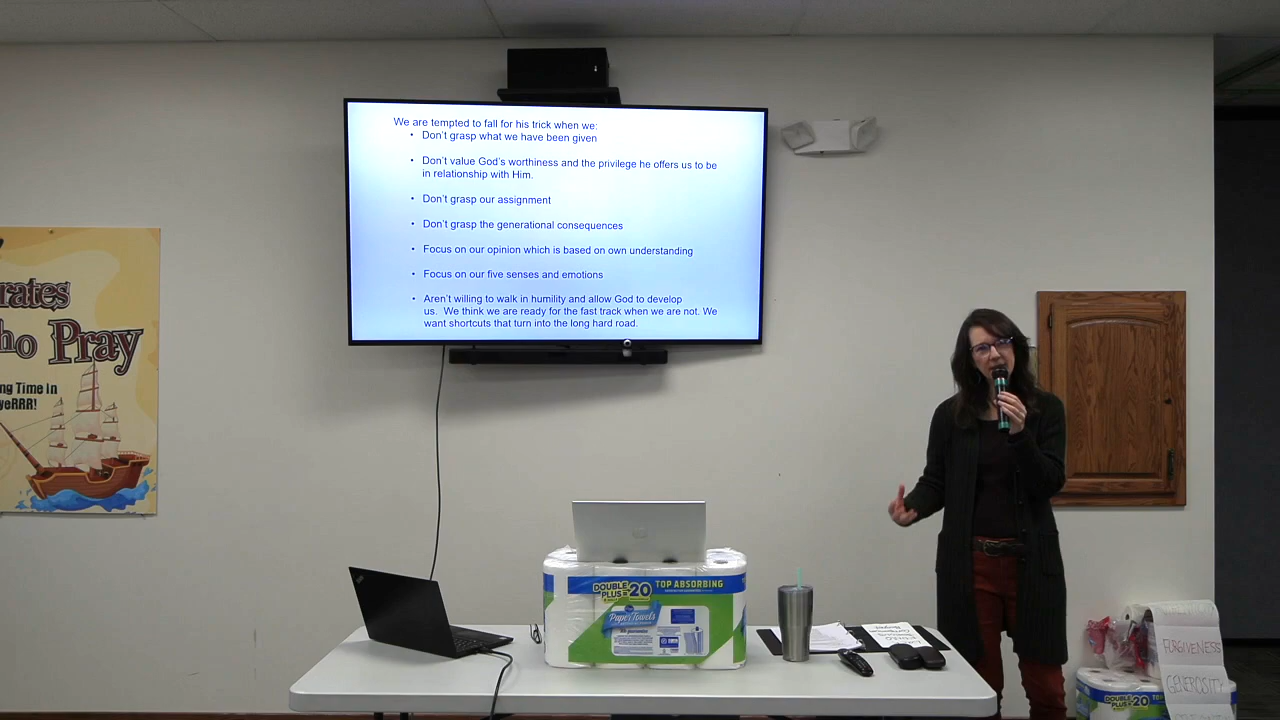 We are tempted to fall for his trick when we:
• Don't grasp what we have been given
• Don't value God's worthiness and the privilege he offers us to be
in relationship with Him.
• Don't grasp our assignment
• Don't grasp the generational consequences
• Focus on our opinion which is based on own understanding
• Focus on our five senses and emotions
• Aren't willing to walk in humility and allow God to develop
us. We think we are ready for the fast track when we are not. We
want shortcuts that turn into the long hard road.
rates
ho Pray
ng Time in
yeRRR!
DOUBLE
PLUS
20
TOP ABSORBING
Paper Towels
FORGIVENESS
GENEROSITY
DOUBLE
PLUS
20